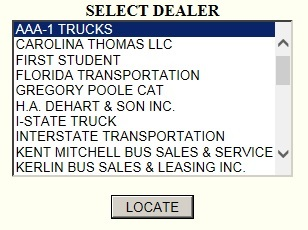 SELECT DEALER
AAA-1 TRUCKS
CAROLINA THOMAS LLC
FIRST STUDENT
FLORIDA TRANSPORTATION
GREGORY POOLE CAT
H.A. DEHART & SON INC.
I-STATE TRUCK
INTERSTATE TRANSPORTATION
KENT MITCHELL BUS SALES & SERVICE
KERLIN BUS SALES & LEASING INC.
LOCATE